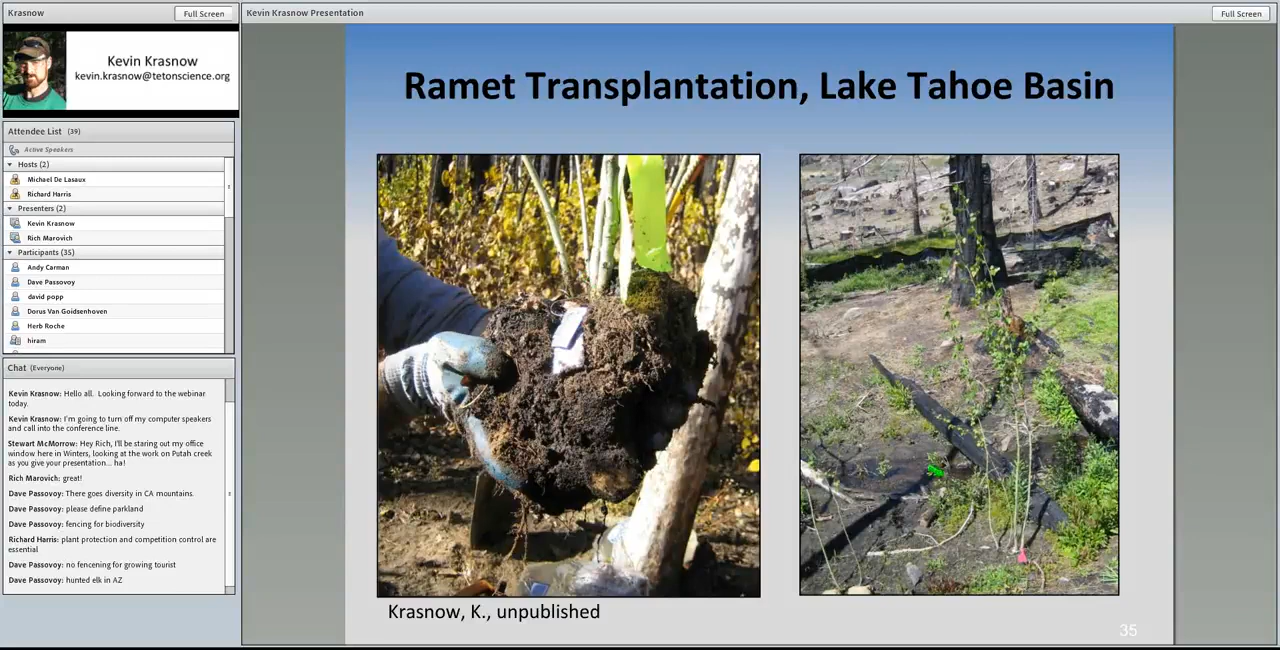 Krasnow
Full Screen
Kevin Krasnow
kevin.krasnow@tetonscience.org
Attendee List (39)
Active Speakers
Hosts (2)
Michael De Lasaux
Richard Harris
Presenters (2)
Kevin Krasnow
Rich Marovich
Participants (35)
Andy Carman
Dave Passovoy
david popp
Dorus Van Goidsenhoven
Herb Roche
hiram
Chat (Everyone)
Kevin Krasnow: Hello all. Looking forward to the webinar
today.
Kevin Krasnow: I'm going to turn off my computer speakers
and call into the conference line.
Stewart McMorrow: Hey Rich, I'll be staring out my office
window here in Winters, looking at the work on Putah creek
as you give your presentation... ha!
Rich Marovich: great!
Dave Passovoy: There goes diversity in CA mountains.
Dave Passovoy: please define parkland
Dave Passovoy: fencing for biodiversity
Richard Harris: plant protection and competition control are
essential
Dave Passovoy: no fencening for growing tourist
Dave Passovoy: hunted elk in AZ
Kevin Krasnow Presentation
Full Screen
Ramet Transplantation, Lake Tahoe Basin
Krasnow, K., unpublished
35